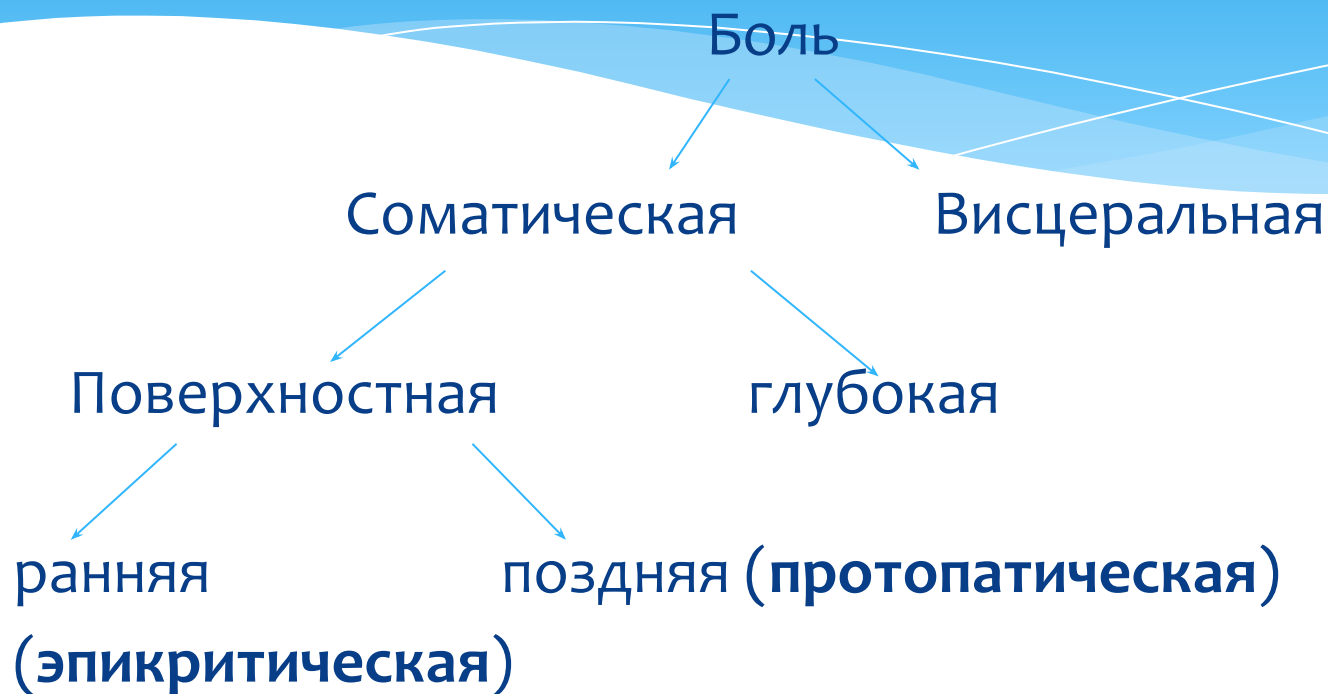 Боль
Соматическая Висцеральная
Поверхностная глубокая
ранняя поздняя (протопатическая)
(эпикритическая)